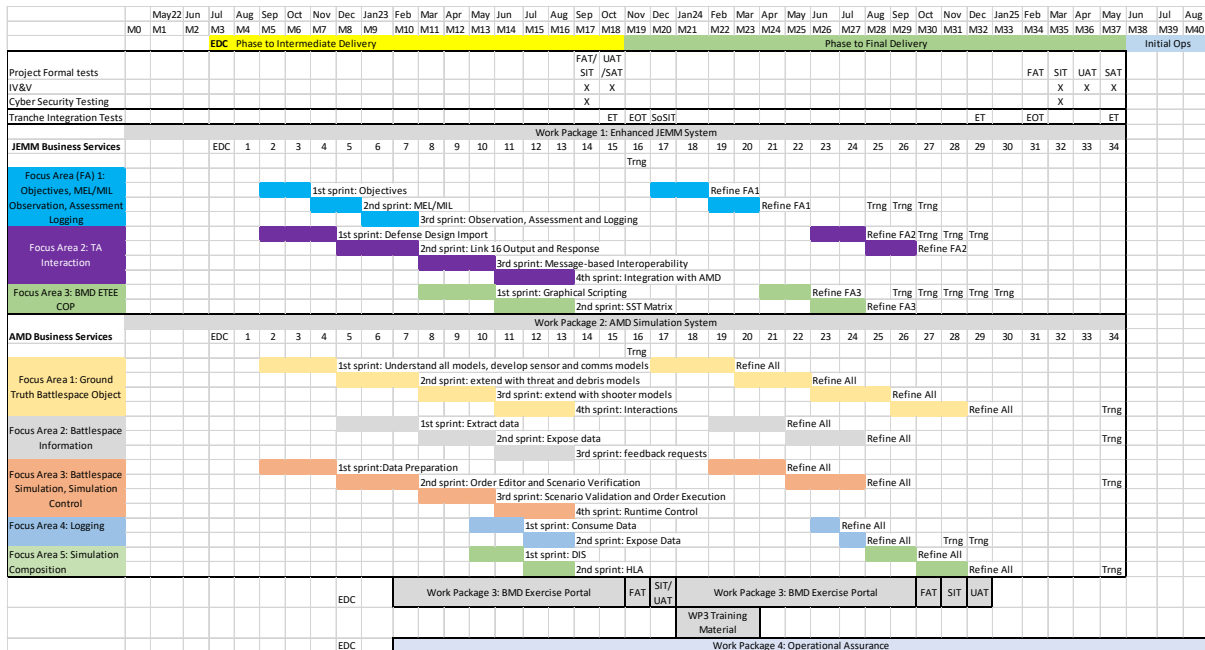 May22 Jun Jul Aug Sep Oct Nov Dec Jan23 Feb Mar Apr May Jun Jul Aug Sep Oct Nov Dec Jan24 Feb Mar Apr May Jun Jul Aug Sep Oct Nov Dec Jan25 Feb Mar Apr May Jun Jul Aug
M0 M1 M2 M3 M4 M5 M6 M7 M8 M9 M10 M11 M12 M13 M14 M15 M16 M17 M18 M19 M20 M21 M22 M23 M24 M25 M26 M27 M28 M29 M30 M31 M32 M33 M34 M35 M36 M37 M38 M39 M40
EDC Phase to Intermediate Delivery Phase to Final Delivery Initial Ops
FAT/ UAT
Project Formal tests SIT /SAT FAT SIT UAT SAT
IV&V X X X X X
Cyber Security Testing X X
Tranche Integration Tests ET EOT SoSIT ET EOT ET
Work Package 1: Enhanced JEMM System
JEMM Business Services EDC 1 2 3 4 5 6 7 8 9 10 11 12 13 14 15 16 17 18 19 20 21 22 23 24 25 26 27 28 29 30 31 32 33 34
Trng
Focus Area (FA) 1:
Objectives, MEL/MIL 1st sprint: Objectives Refine FA1
Observation, Assessment 2nd sprint: MEL/MIL Refine FA1 Trng Trng Trng
Logging 3rd sprint: Observation, Assessment and Logging
1st sprint: Defense Design Import Refine FA2 Trng Trng Trng
Focus Area 2: TA 2nd sprint: Link 16 Output and Response Refine FA2
Interaction 3rd sprint: Message-based Interoperability
4th sprint: Integration with AMD
Focus Area 3: BMD ETEE 1st sprint: Graphical Scripting Refine FA3 Trng Trng Trng Trng Trng
COP 2nd sprint: SST Matrix Refine FA3
Work Package 2: AMD Simulation System
AMD Business Services EDC 1 2 3 4 5 6 7 8 9 10 11 12 13 14 15 16 17 18 19 20 21 22 23 24 25 26 27 28 29 30 31 32 33 34
Trng
1st sprint: Understand all models, develop sensor and comms models Refine All
Focus Area 1: Ground 2nd sprint: extend with threat and debris models Refine All
Truth Battlespace Object 3rd sprint: extend with shooter models Refine All
4th sprint: Interactions Refine All Trng
Focus Area 2: Battlespace 1st sprint: Extract data Refine All
Information 2nd sprint: Expose data Refine All Trng
3rd sprint: feedback requests
Focus Area 3: Battlespace 1st sprint:Data Preparation Refine All
Simulation, Simulation 2nd sprint: Order Editor and Scenario Verification Refine All Trng
Control 3rd sprint: Scenario Validation and Order Execution
4th sprint: Runtime Control
Focus Area 4: Logging 1st sprint: Consume Data Refine All
2nd sprint: Expose Data Refine All Trng Trng
Focus Area 5: Simulation 1st sprint: DIS Refine All
Composition 2nd sprint: HLA Refine All Trng
EDC Work Package 3: BMD Exercise Portal FAT SIT/ UAT Work Package 3: BMD Exercise Portal FAT SIT UAT
WP3 Training
Material
EDC Work Package 4: Operational Assurance